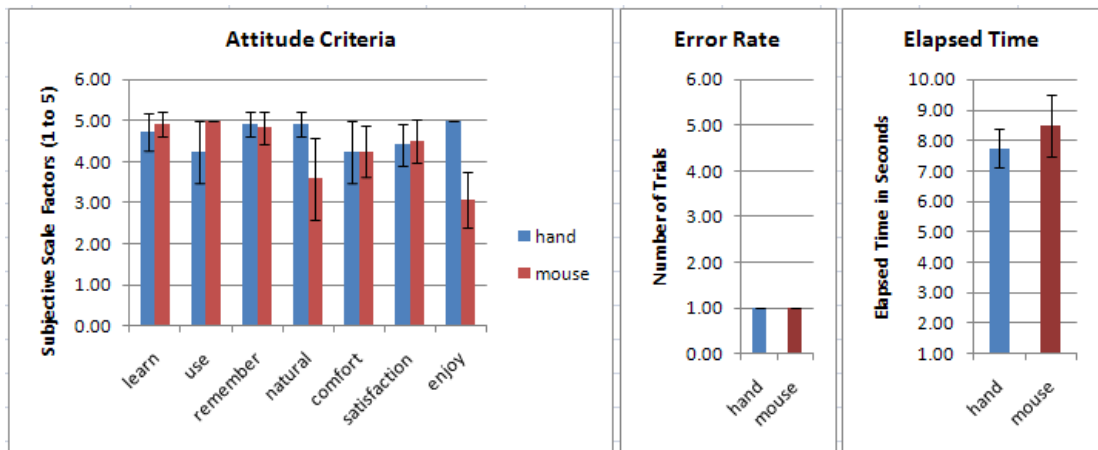 Attitude Criteria
Subjective Scale Factors (1 to 5)
6.00
5.00
4.00
3.00
2.00
1.00
0.00
learn
use
remember
natural
comfort
satisfaction
enjoy
hand
mouse
Error Rate
Number of Trials
6.00
5.00
4.00
3.00
2.00
1.00
0.00
hand
mouse
Elapsed Time
Elapsed Time in Seconds
10.00
9.00
8.00
7.00
6.00
5.00
4.00
3.00
2.00
1.00
hand
mouse